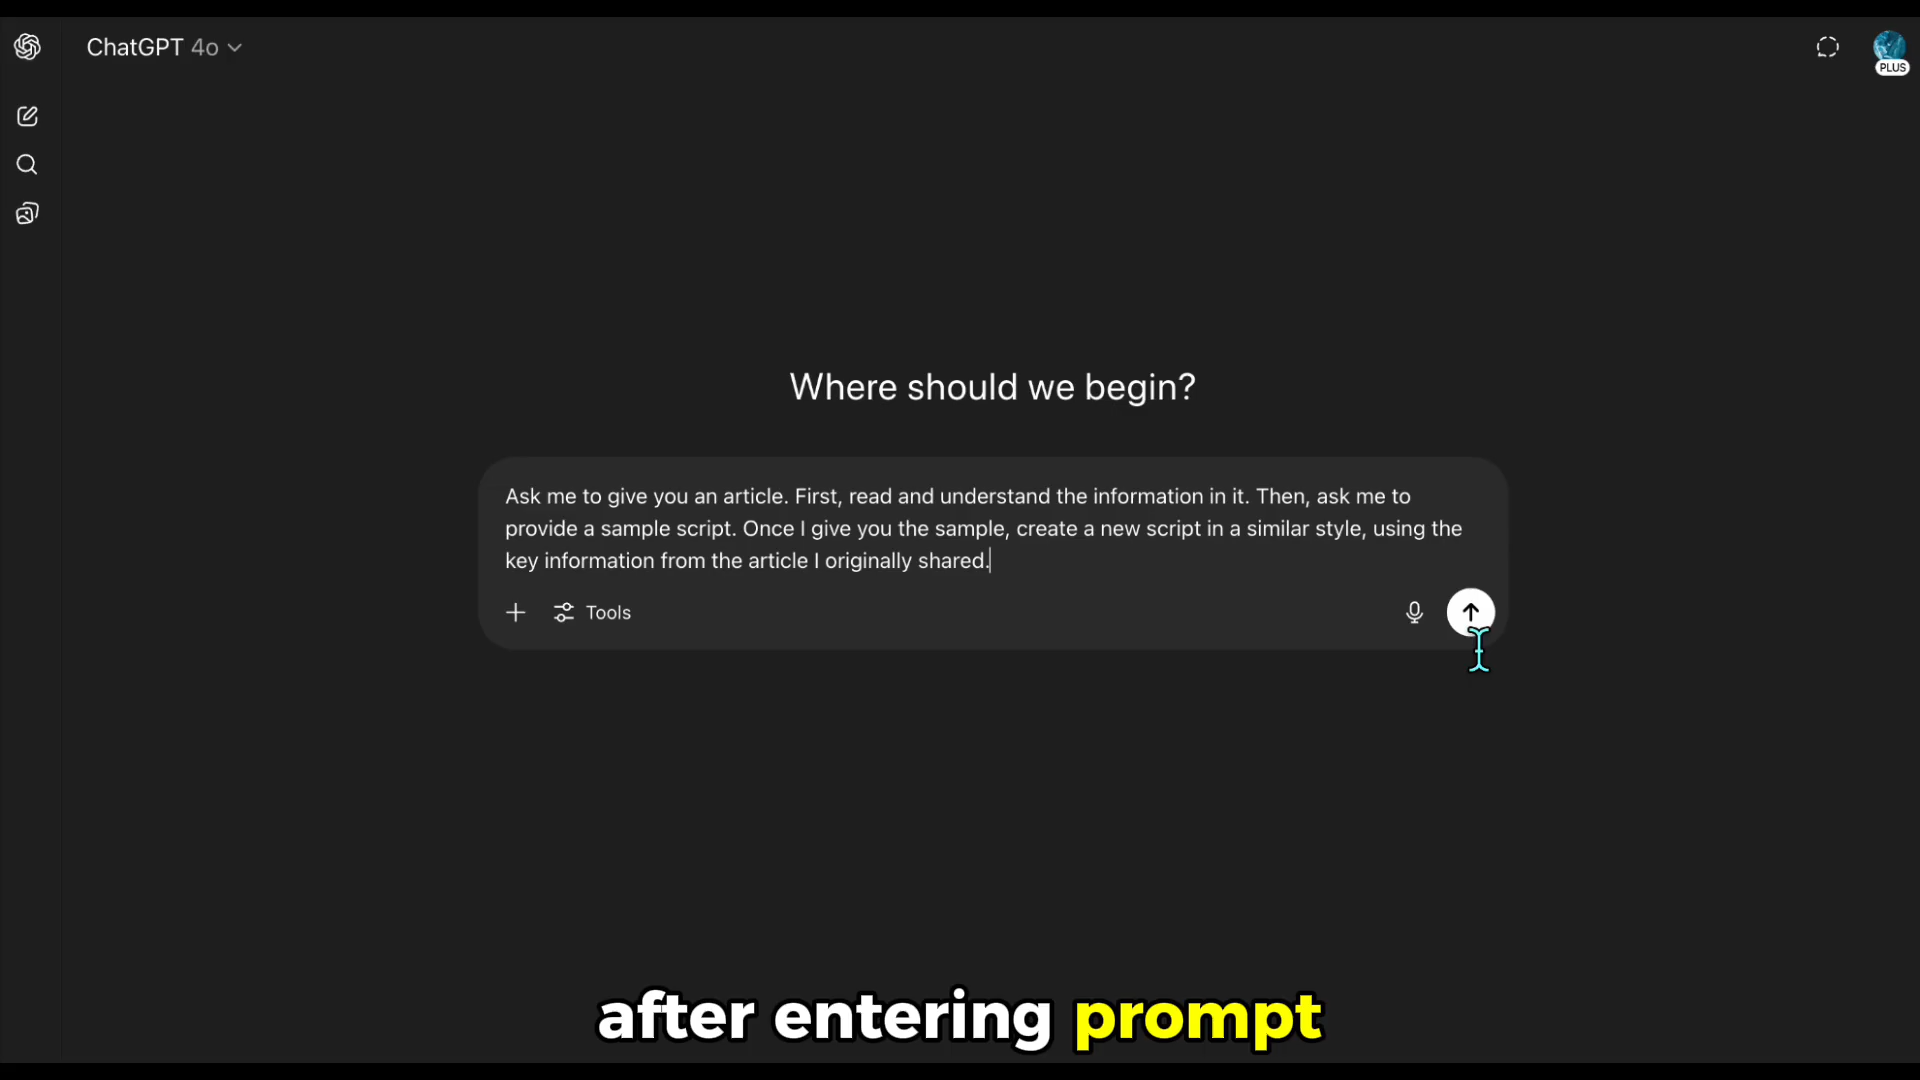 ChatGPT 4o
PLUS
Where should we begin?
Ask me to give you an article. First, read and understand the information in it. Then, ask me to
provide a sample script. Once I give you the sample, create a new script in a similar style, using the
key information from the article I originally shared.
Tools
after entering prompt